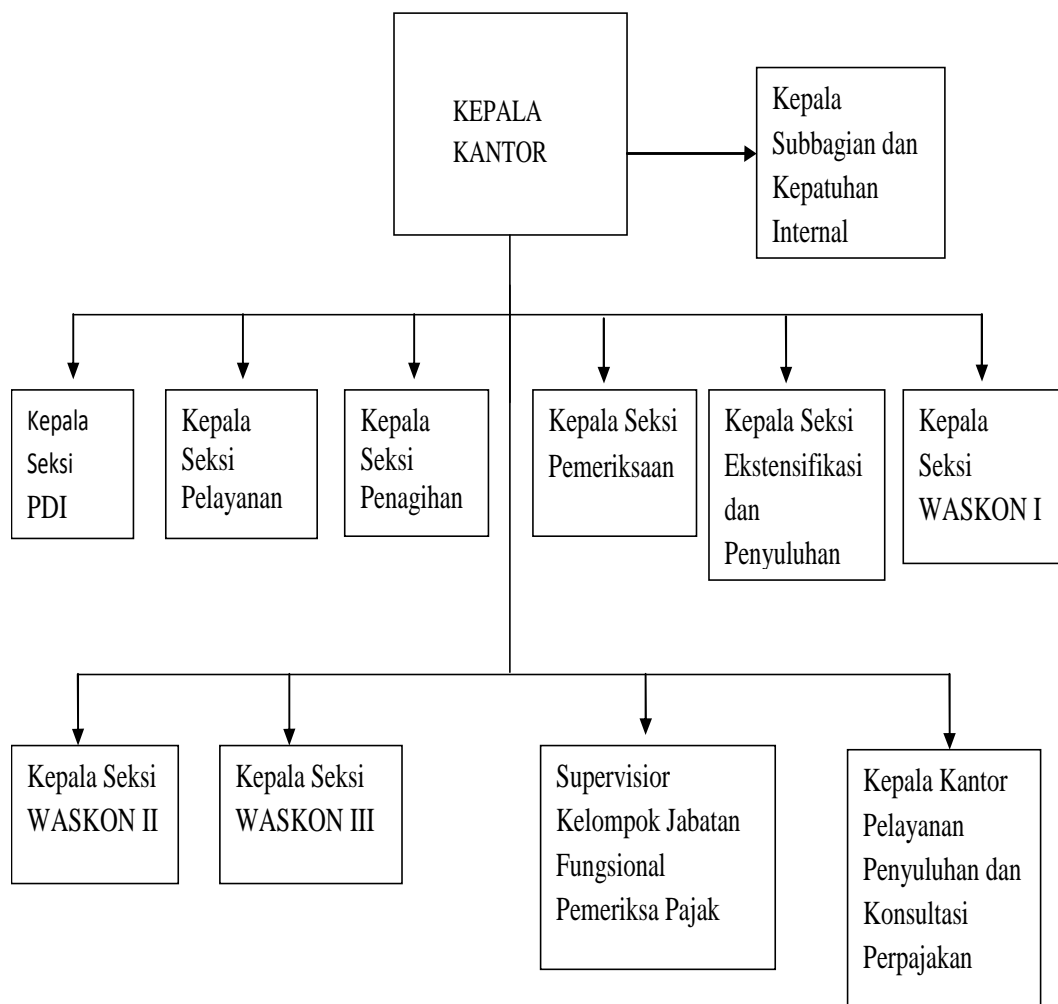 KEPALA
KANTOR
Kepala
Subbagian dan
Kepatuhan
Internal
Kepala
Seksi
PDI
Kepala
Seksi
Pelayanan
Kepala
Seksi
Penagihan
Kepala Seksi
Pemeriksaan
Kepala Seksi
Ekstensifikasi
dan
Penyuluhan
Kepala
Seksi
WASKON I
Kepala Seksi
WASKON II
Kepala Seksi
WASKON III
Supervisior
Kelompok Jabatan
Fungsional
Pemeriksa Pajak
Kepala Kantor
Pelayanan
Penyuluhan dan
Konsultasi
Perpajakan